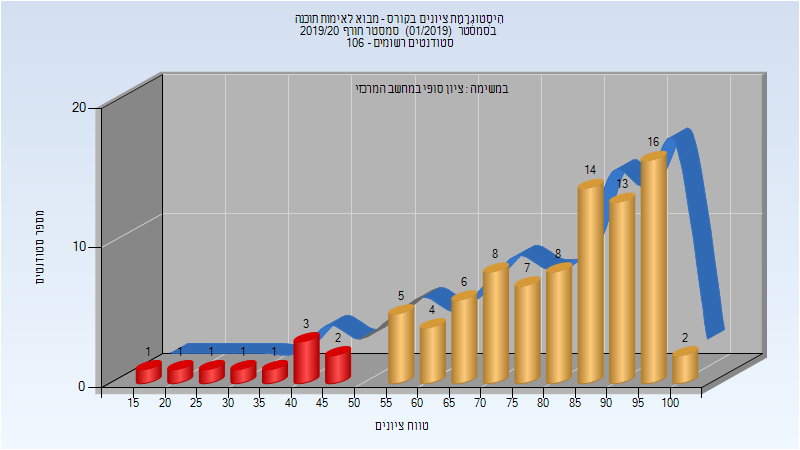 היסטוגרמת ציונים בקורס - מבוא לאימות תוכנה
בסמסטר (01/2019) סמסטר חורף 2019/20
סטודנטים רשומים - 106
במשימה : ציון סופי במחשב המרכזי
20
10
0
מספר סטודנטים
1 1 1 1 1 3 2 5 4 6 8 7 8 14 13 16 2
15 20 25 30 35 40 45 50 55 60 65 70 75 80 85 90 95 100
טווח ציונים